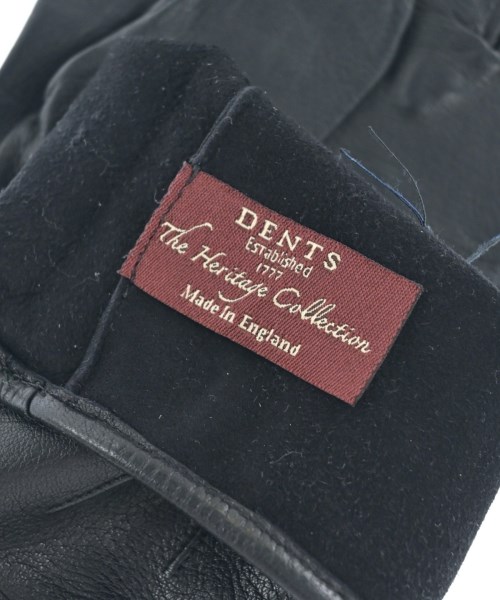 DENTS
Established
1777
The Heritage Collection
Made In England